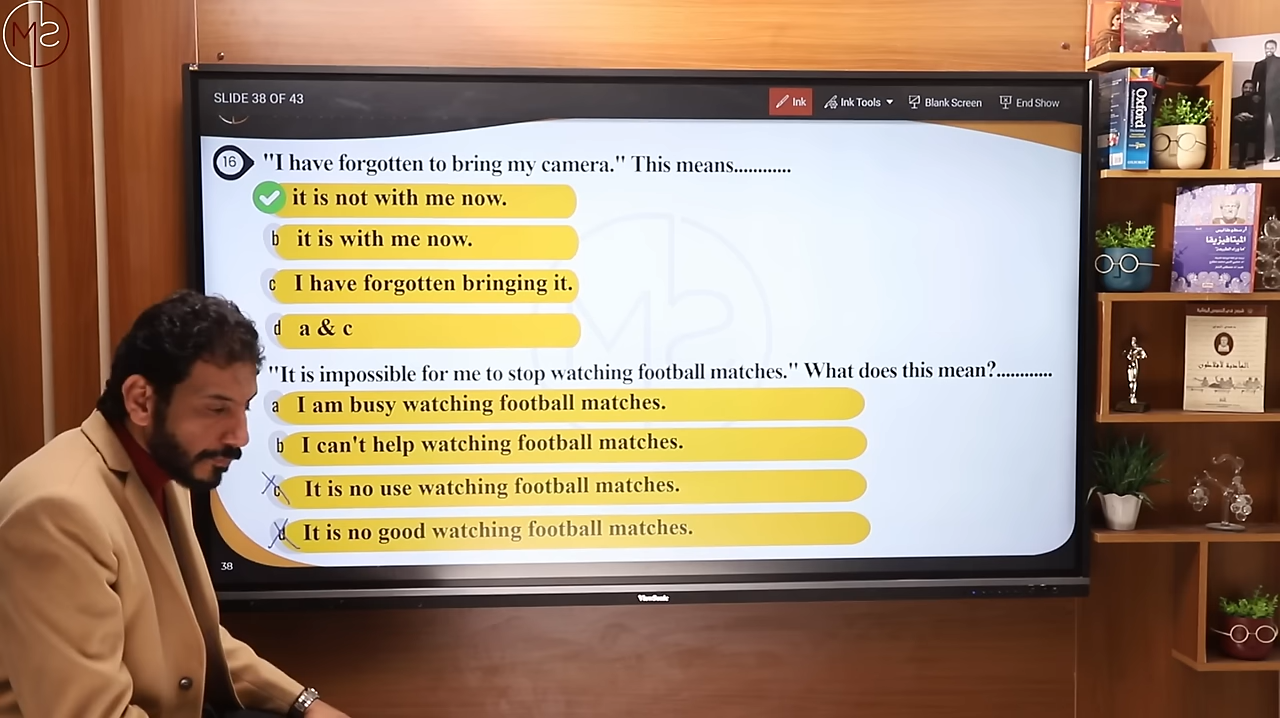 MS
SLIDE 38 OF 43
Ink
Ink Tools
Blank Screen
End Show
16 "I have forgotten to bring my camera." This means............
it is not with me now.
b it is with me now.
c I have forgotten bringing it.
d a & c
"It is impossible for me to stop watching football matches." What does this mean?............
a I am busy watching football matches.
b I can't help watching football matches.
c It is no use watching football matches.
d It is no good watching football matches.
38
ViewSonic
Oxford
الميتافيزيقا